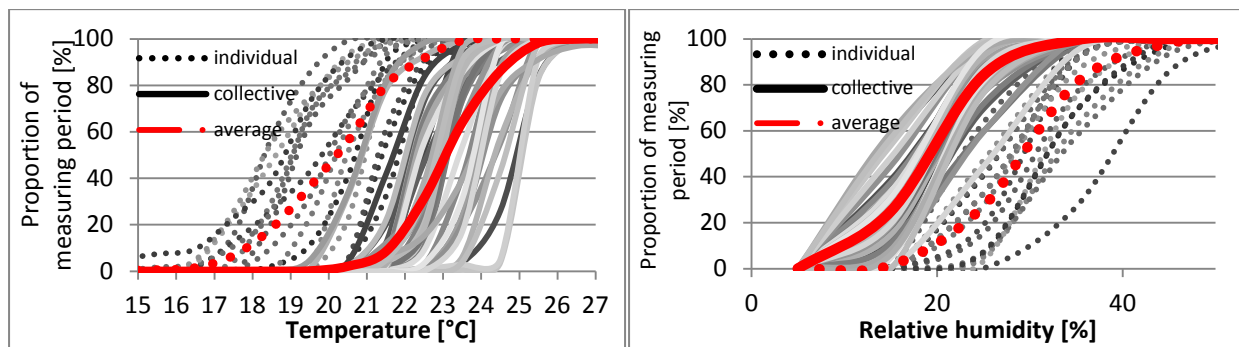 Proportion of
measuring period [%]
100
80
60
40
20
0
individual
collective
average
15 16 17 18 19 20 21 22 23 24 25 26 27
Temperature [°C]
Proportion of measuring
period [%]
100
80
60
40
20
0
individual
collective
average
0 20 40
Relative humidity [%]